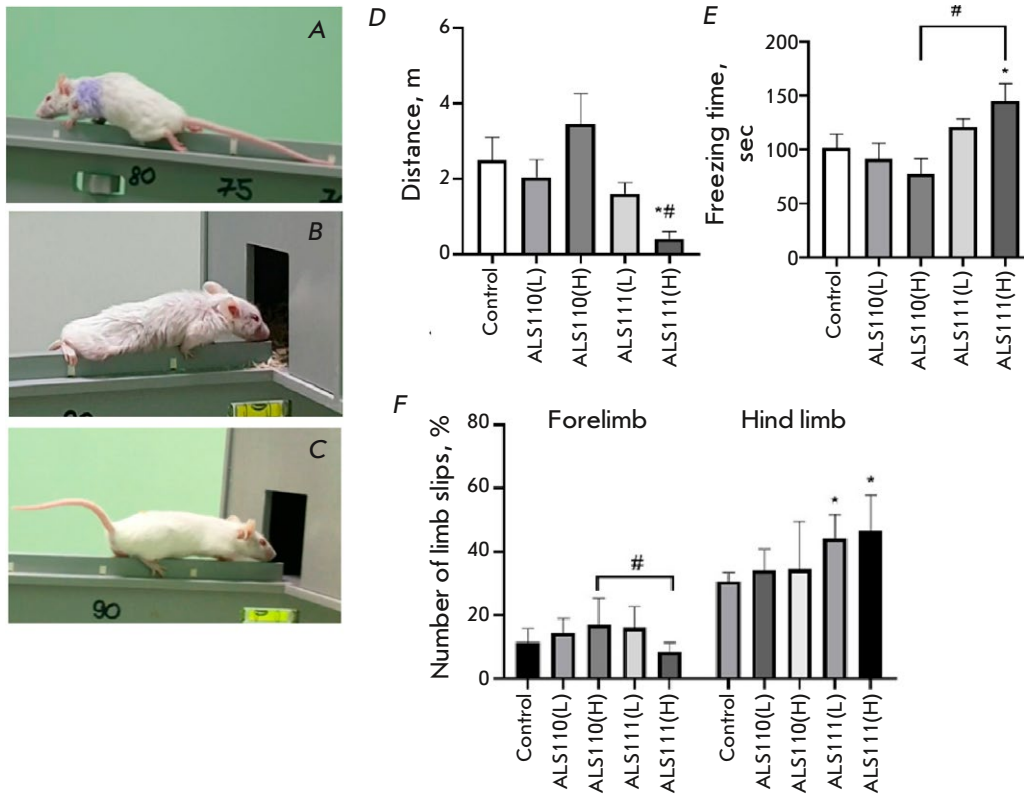 A
80
75
B
C
90
D
6
4
2
0
Distance, m
*#
Control
ALS110(L)
ALS110(H)
ALS111(L)
ALS111(H)
E
#
200
150
100
50
0
Freezing time,
sec
*
Control
ALS110(L)
ALS110(H)
ALS111(L)
ALS111(H)
F
Forelimb
Hind limb
80
60
40
20
0
Number of limb slips, %
#
*
*
Control
ALS110(L)
ALS110(H)
ALS111(L)
ALS111(H)
Control
ALS110(L)
ALS110(H)
ALS111(L)
ALS111(H)